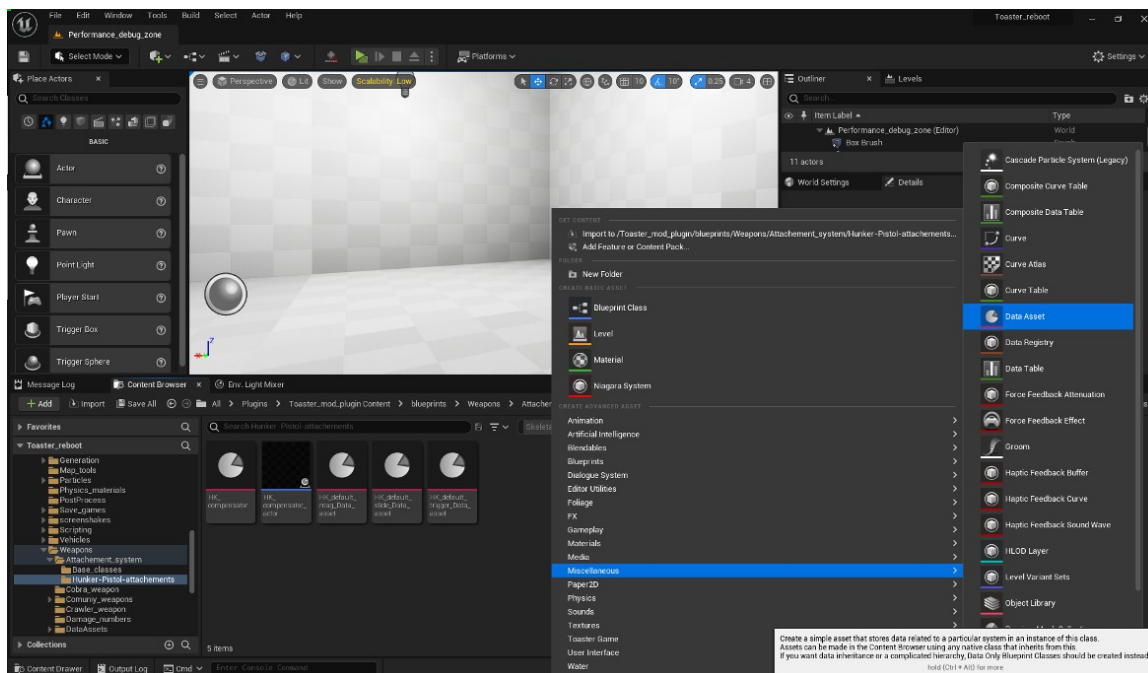 File Edit Window Tools Build Select Actor Help
Toaster_reboot
Performance_debug_zone
Select Mode
Platforms
Settings
Place Actors
Search Classes
BASIC
Actor
Character
Pawn
Point Light
Player Start
Trigger Box
Trigger Sphere
Perspective
Lit
Show
Scalability: Low
10
10°
0.25
4
Outliner
Levels
Search...
Item Label
Type
Performance_debug_zone (Editor)
World
Box Brush
11 actors
World Settings
Details
Message Log
Content Browser
Env. Light Mixer
Add
Import
Save All
All > Plugins > Toaster_mod_plugin Content > blueprints > Weapons > Attacher
Favorites
Toaster_reboot
Generation
Map_tools
Particles
Physics_materials
PostProcess
Save_games
screenshakes
Scripting
Vehicles
Weapons
Attachement_system
Base_classes
Hunker-Pistol-attachements
Cobra_weapon
Comuny_weapons
Crawler_weapon
Damage_numbers
DataAssets
Collections
Search Hunker-Pistol-attachements
Skeleta
HK_
compensator
HK_
compensator_
actor
HK_default_
mag_Data_
asset
HK_default_
slide_Data_
asset
HK_default_
trigger_Data_
asset
5 items
Content Drawer
Output Log
Cmd
Enter Console Command
GET CONTENT
Import to /Toaster_mod_plugin/blueprints/Weapons/Attachement_system/Hunker-Pistol-attachements...
Add Feature or Content Pack...
FOLDER
New Folder
CREATE BASIC ASSET
Blueprint Class
Level
Material
Niagara System
CREATE ADVANCED ASSET
Animation
Artificial Intelligence
Blendables
Blueprints
Dialogue System
Editor Utilities
Foliage
FX
Gameplay
Materials
Media
Miscellaneous
Paper2D
Physics
Sounds
Textures
Toaster Game
User Interface
Water
Cascade Particle System (Legacy)
Composite Curve Table
Composite Data Table
Curve
Curve Atlas
Curve Table
Data Asset
Data Registry
Data Table
Force Feedback Attenuation
Force Feedback Effect
Groom
Haptic Feedback Buffer
Haptic Feedback Curve
Haptic Feedback Sound Wave
HLOD Layer
Level Variant Sets
Object Library
Create a simple asset that stores data related to a particular system in an instance of this class.
Assets can be made in the Content Browser using any native class that inherits from this.
If you want data inheritance or a complicated hierarchy, Data Only Blueprint Classes should be created instead
hold (Ctrl + Alt) for more